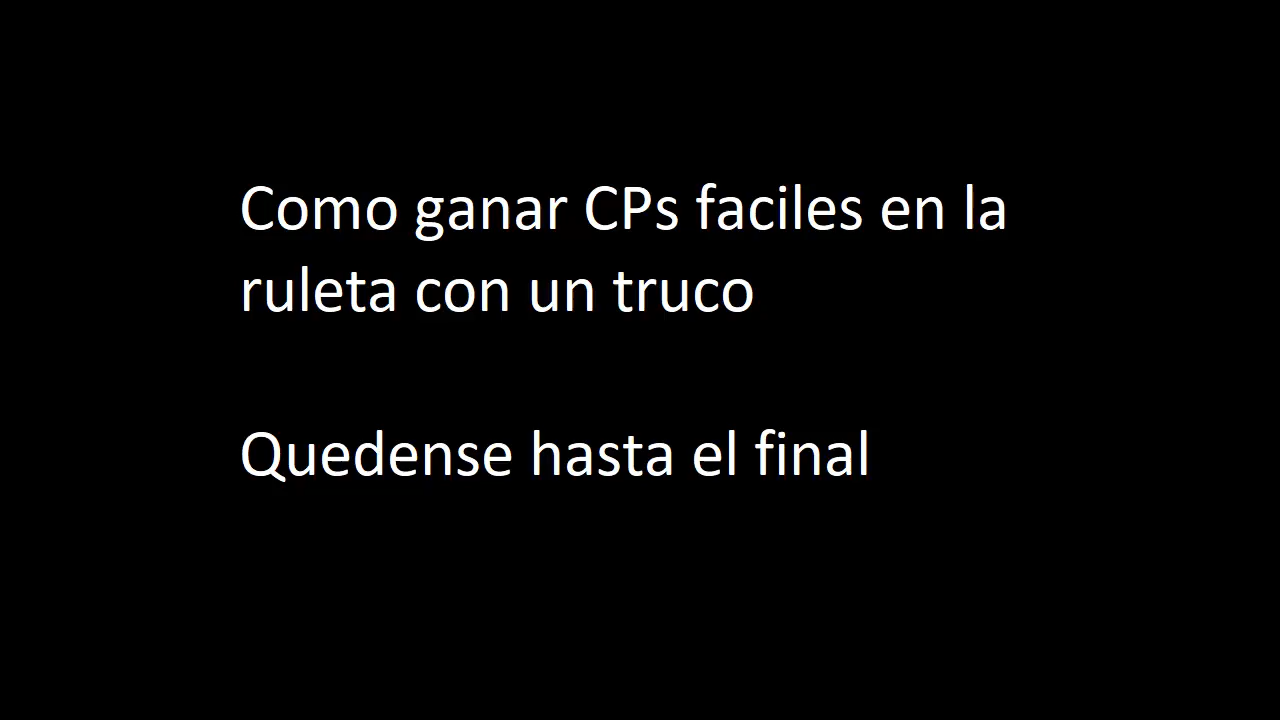 Como ganar CPs faciles en la
ruleta con un truco
Quedense hasta el final